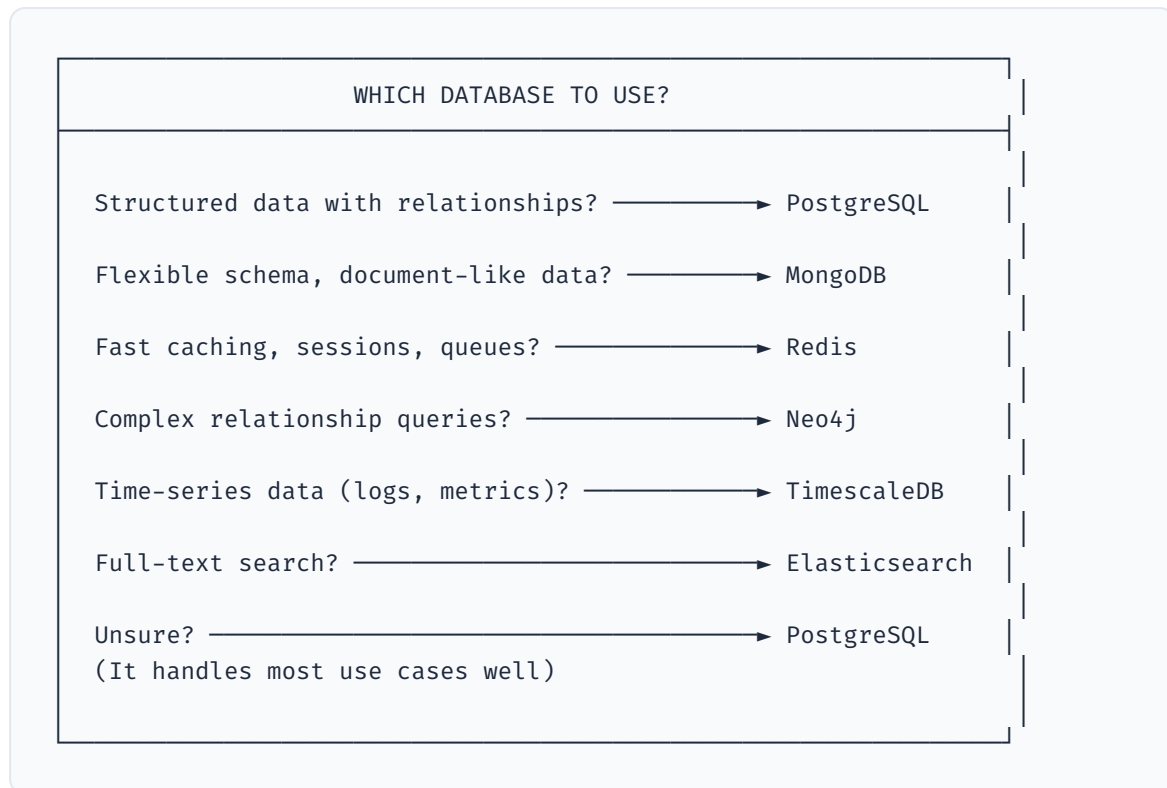 WHICH DATABASE TO USE?
Structured data with relationships? ─────────► PostgreSQL
Flexible schema, document-like data? ────────► MongoDB
Fast caching, sessions, queues? ─────────────► Redis
Complex relationship queries? ───────────────► Neo4j
Time-series data (logs, metrics)? ───────────► TimescaleDB
Full-text search? ───────────────────────────► Elasticsearch
Unsure? ─────────────────────────────────────► PostgreSQL
(It handles most use cases well)